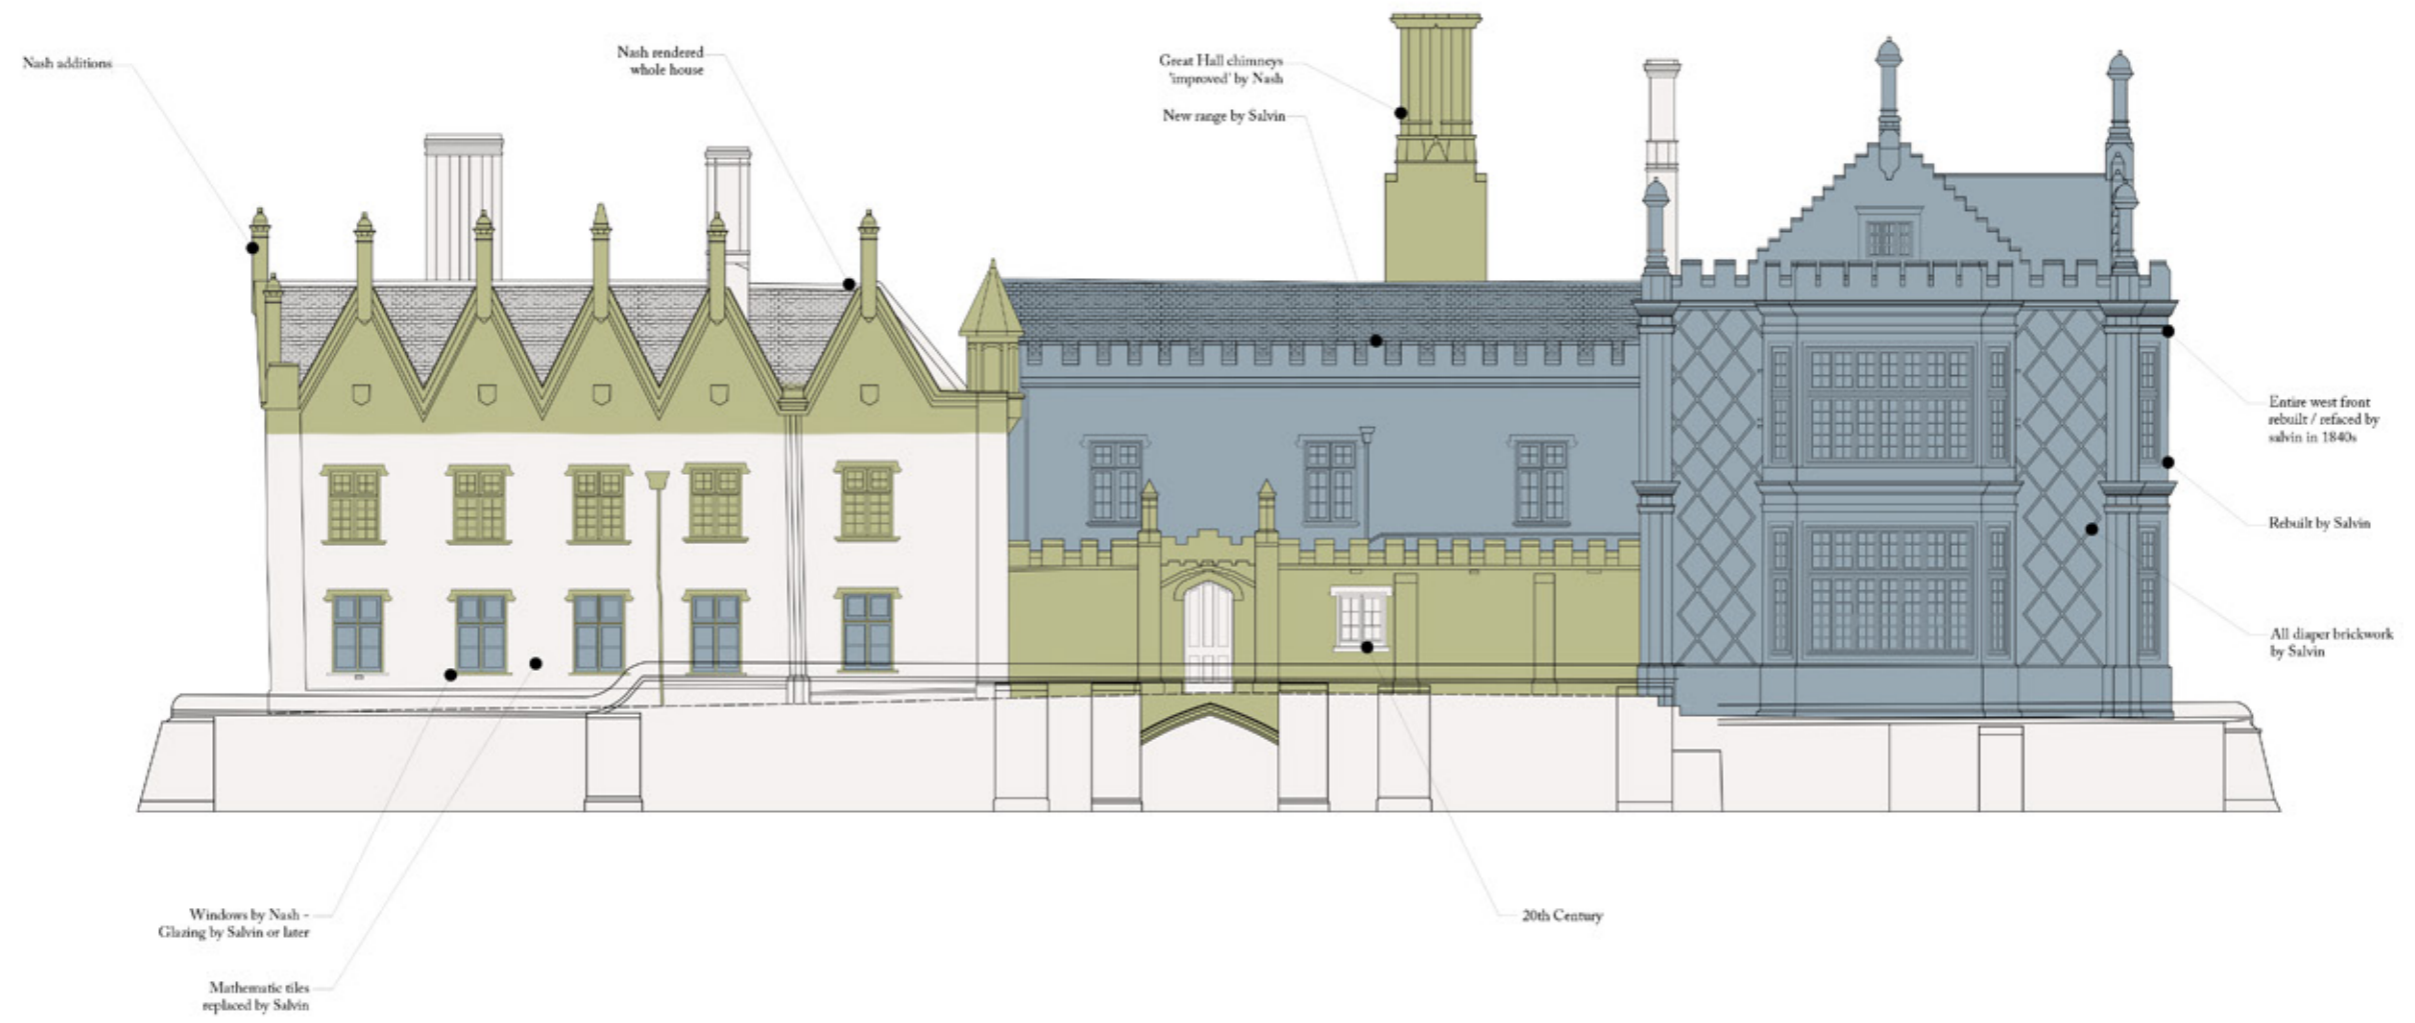 Nash additions
Nash rendered
whole house
Great Hall chimneys
'improved' by Nash
New range by Salvin
Entire west front
rebuilt / refaced by
salvin in 1840s
Rebuilt by Salvin
All diaper brickwork
by Salvin
Windows by Nash -
Glazing by Salvin or later
20th Century
Mathematic tiles
replaced by Salvin